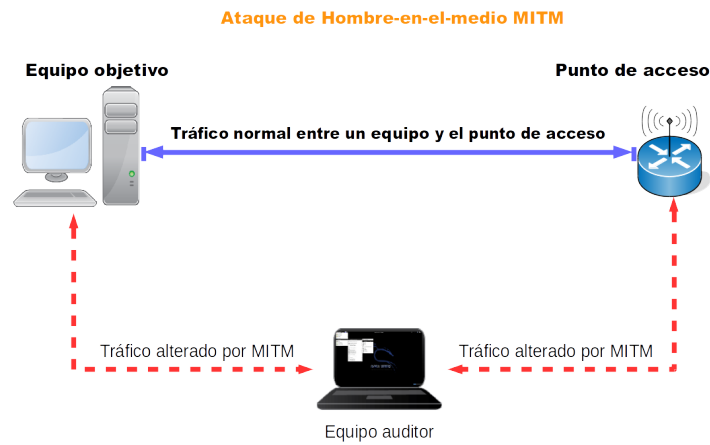 Ataque de Hombre-en-el-medio MITM
Equipo objetivo
Punto de acceso
Tráfico normal entre un equipo y el punto de acceso
Tráfico alterado por MITM
Tráfico alterado por MITM
Equipo auditor